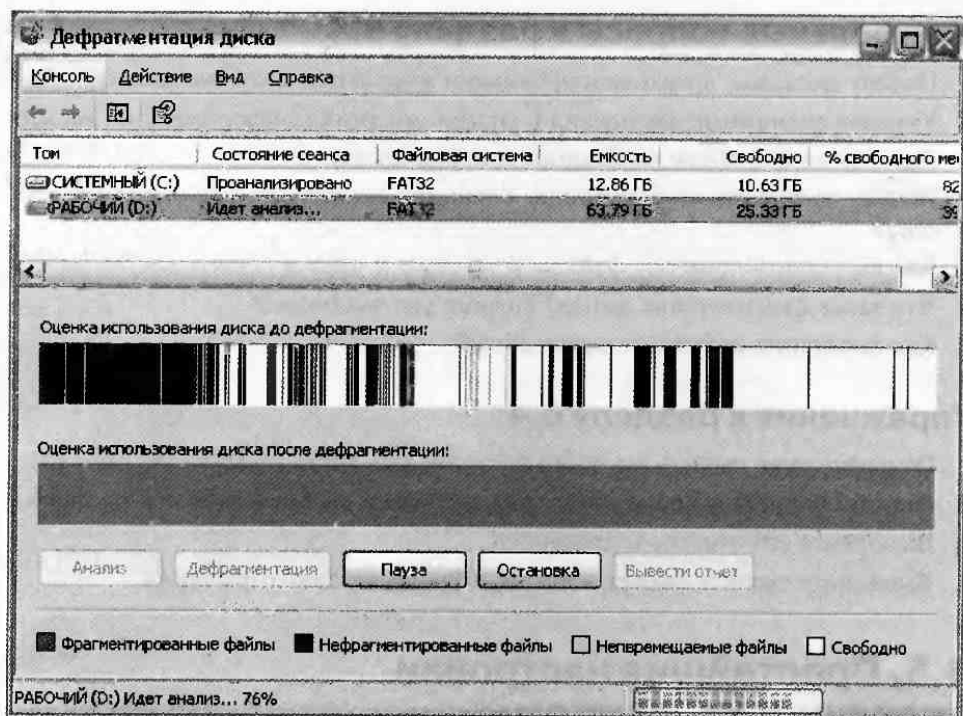 Дефрагментация диска
Консоль Действие Вид Справка
Том Состояние сеанса Файловая система Емкость Свободно % свободного ме
СИСТЕМНЫЙ (C:) Проанализировано FAT32 12.86 ГБ 10.63 ГБ 82
РАБОЧИЙ (D:) Идет анализ... FAT32 63.79 ГБ 25.33 ГБ 39
Оценка использования диска до дефрагментации:
Оценка использования диска после дефрагментации:
Анализ Дефрагментация Пауза Остановка Вывести отчет
Фрагментированные файлы Нефрагментированные файлы Неперемещаемые файлы Свободно
РАБОЧИЙ (D:) Идет анализ... 76%